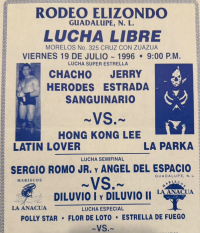 RODEO ELIZONDO
GUADALUPE, N. L.
LUCHA LIBRE
MORELOS No. 325 CRUZ CON ZUAZUA
VIERNES 19 DE JULIO - 1996 • 9:00 P.M.
LUCHA SUPER ESTRELLA
CHACHO JERRY
HERODES ESTRADA
SANGUINARIO
~VS.~
HONG KONG LEE
LATIN LOVER LA PARKA
LUCHA SEMIFINAL
SERGIO ROMO JR. Y ANGEL DEL ESPACIO
~VS.~
DILUVIO I Y DILUVIO II
MARISCOS
LA ANACUA
GUADALUPE, N. L.
LA ANACUA
LUCHA ESPECIAL
POLLY STAR • FLOR DE LOTO • ESTRELLA DE FUEGO
~VS.~